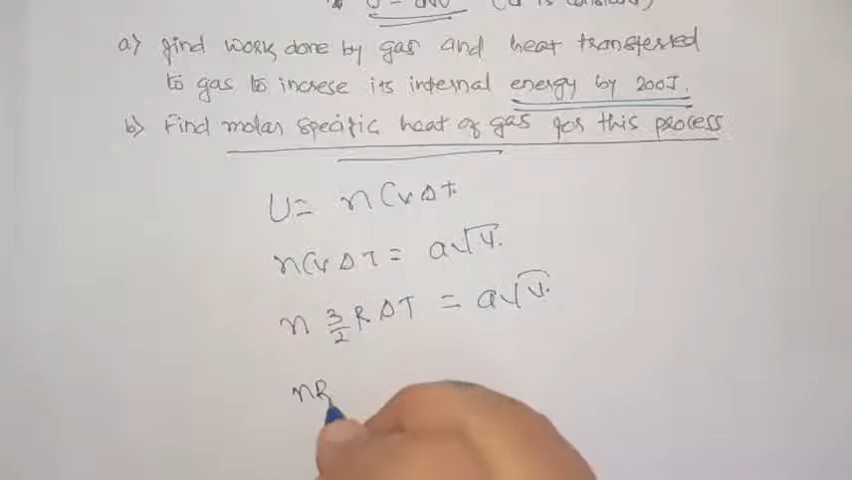 a) find work done by gas and heat transferred
to gas to increse its internal energy by 200J.
b) Find molar specific heat of gas for this process
U = nCvΔt.
nCvΔT = a√V.
n 3/2 RΔT = a√V.
nR